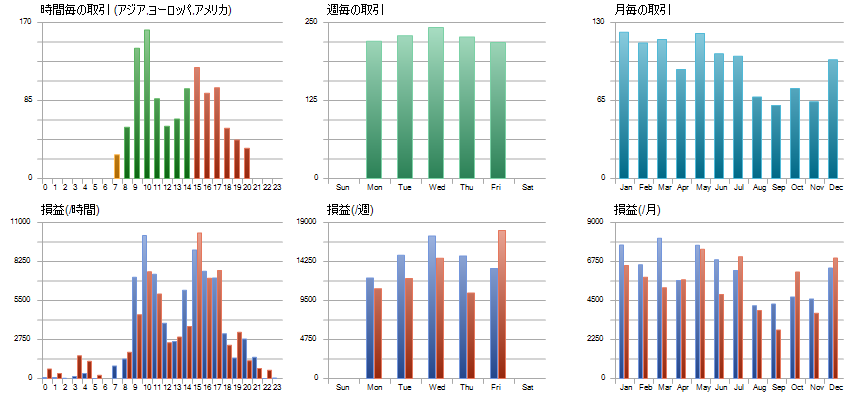 時間毎の取引 (アジア,ヨーロッパ,アメリカ)
170
85
0
0 1 2 3 4 5 6 7 8 9 10 11 12 13 14 15 16 17 18 19 20 21 22 23
週毎の取引
250
125
0
Sun Mon Tue Wed Thu Fri Sat
月毎の取引
130
65
0
Jan Feb Mar Apr May Jun Jul Aug Sep Oct Nov Dec
損益(/時間)
11000
8250
5500
2750
0
0 1 2 3 4 5 6 7 8 9 10 11 12 13 14 15 16 17 18 19 20 21 22 23
損益(/週)
19000
14250
9500
4750
0
Sun Mon Tue Wed Thu Fri Sat
損益(/月)
9000
6750
4500
2250
0
Jan Feb Mar Apr May Jun Jul Aug Sep Oct Nov Dec